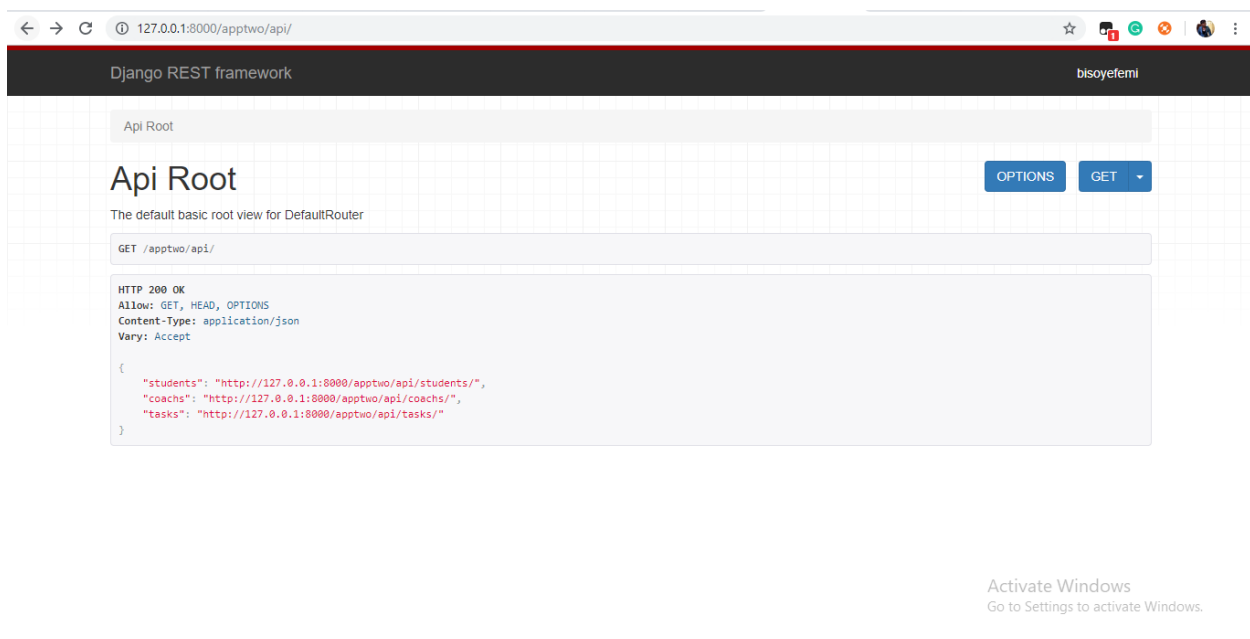 127.0.0.1:8000/apptwo/api/
1
G
Django REST framework
bisoyefemi
Api Root
Api Root
OPTIONS
GET
The default basic root view for DefaultRouter
GET /apptwo/api/
HTTP 200 OK
Allow: GET, HEAD, OPTIONS
Content-Type: application/json
Vary: Accept
{
"students": "http://127.0.0.1:8000/apptwo/api/students/",
"coachs": "http://127.0.0.1:8000/apptwo/api/coachs/",
"tasks": "http://127.0.0.1:8000/apptwo/api/tasks/"
}
Activate Windows
Go to Settings to activate Windows.